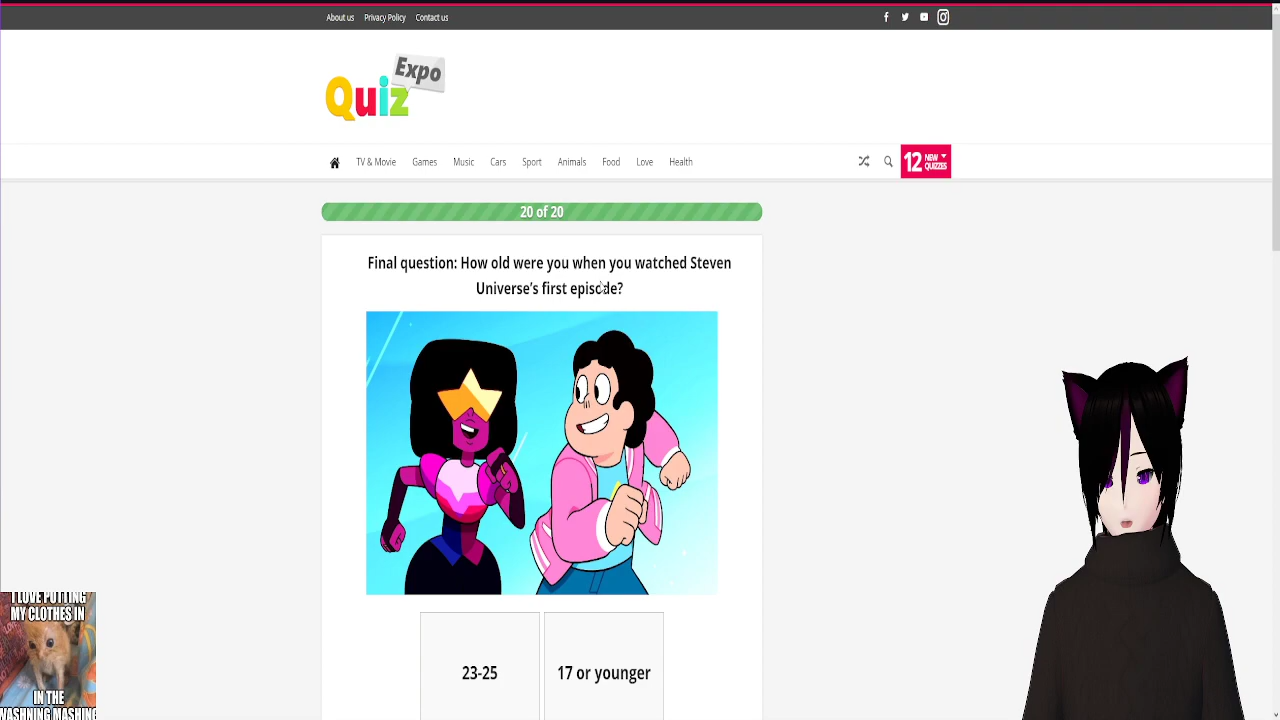 About us Privacy Policy Contact us
Quiz Expo
TV & Movie Games Music Cars Sport Animals Food Love Health
12 NEW QUIZZES
20 of 20
Final question: How old were you when you watched Steven
Universe's first episode?
23-25 17 or younger
I LOVE PUTTING
MY CLOTHES IN
IN THE
WASHNING MASHING